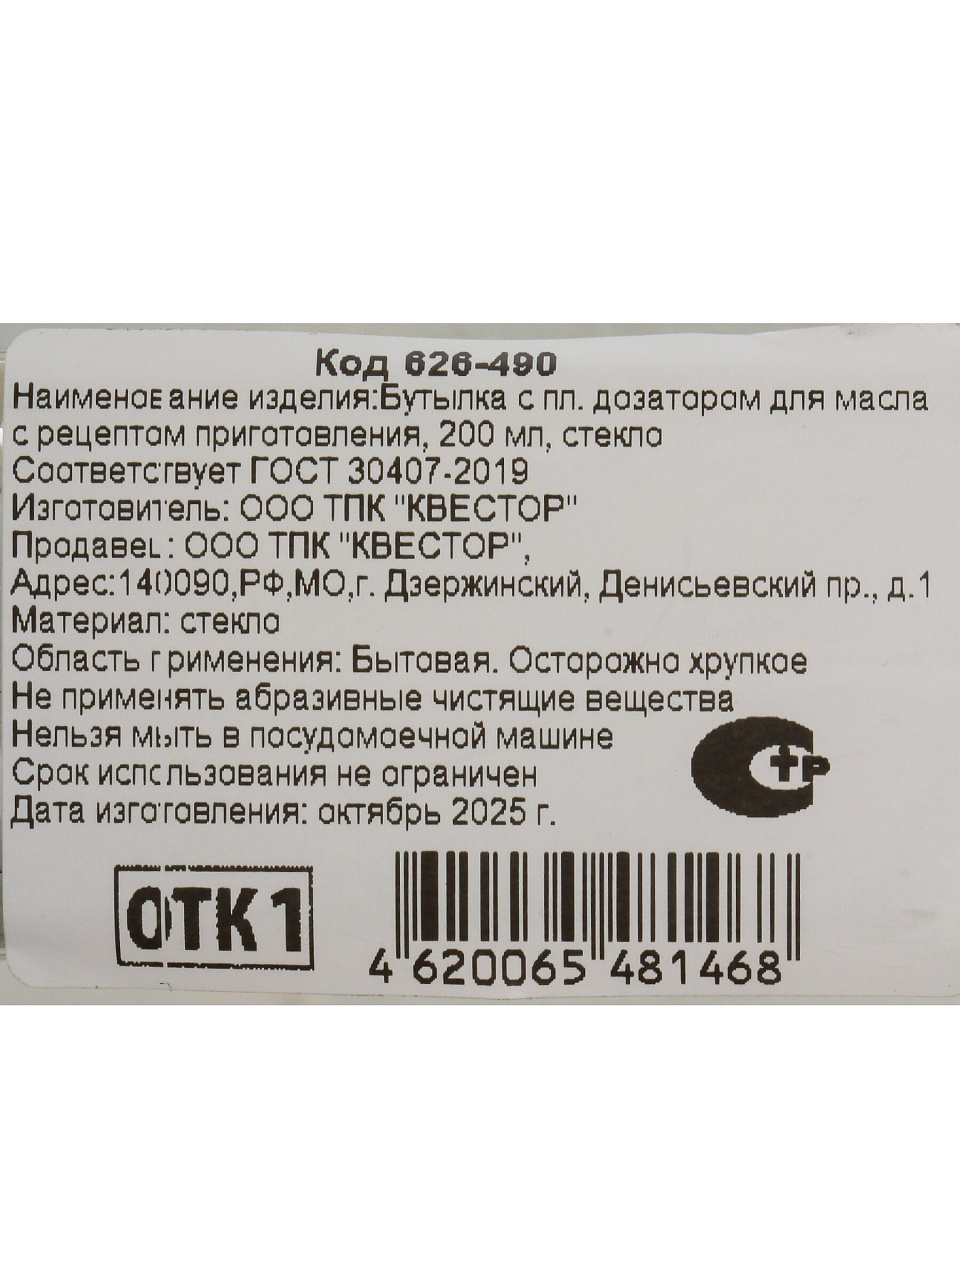 Код 626-490
Наименование изделия:Бутылка с пл. дозатором для масла
с рецептом приготовления, 200 мл, стекло
Соответствует ГОСТ 30407-2019
Изготовитель: ООО ТПК "КВЕСТОР"
Продавец: ООО ТПК "КВЕСТОР",
Адрес:140090,РФ,МО,г. Дзержинский, Денисьевский пр., д.1
Материал: стекло
Область применения: Бытовая. Осторожно хрупкое
Не применять абразивные чистящие вещества
Нельзя мыть в посудомоечной машине
Срок использования не ограничен
Дата изготовления: октябрь 2025 г.
Стр
ОТК 1
4 620065 481468